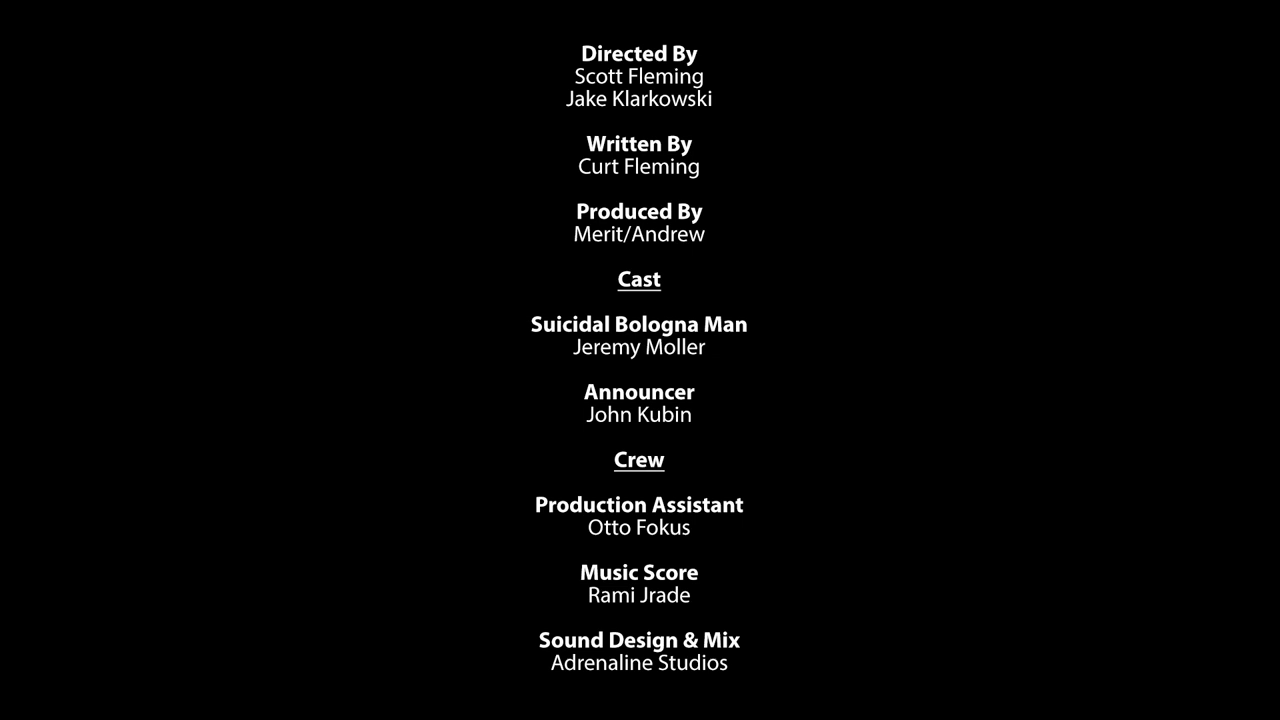 Directed By
Scott Fleming
Jake Klarkowski
Written By
Curt Fleming
Produced By
Merit/Andrew
Cast
Suicidal Bologna Man
Jeremy Moller
Announcer
John Kubin
Crew
Production Assistant
Otto Fokus
Music Score
Rami Jrade
Sound Design & Mix
Adrenaline Studios